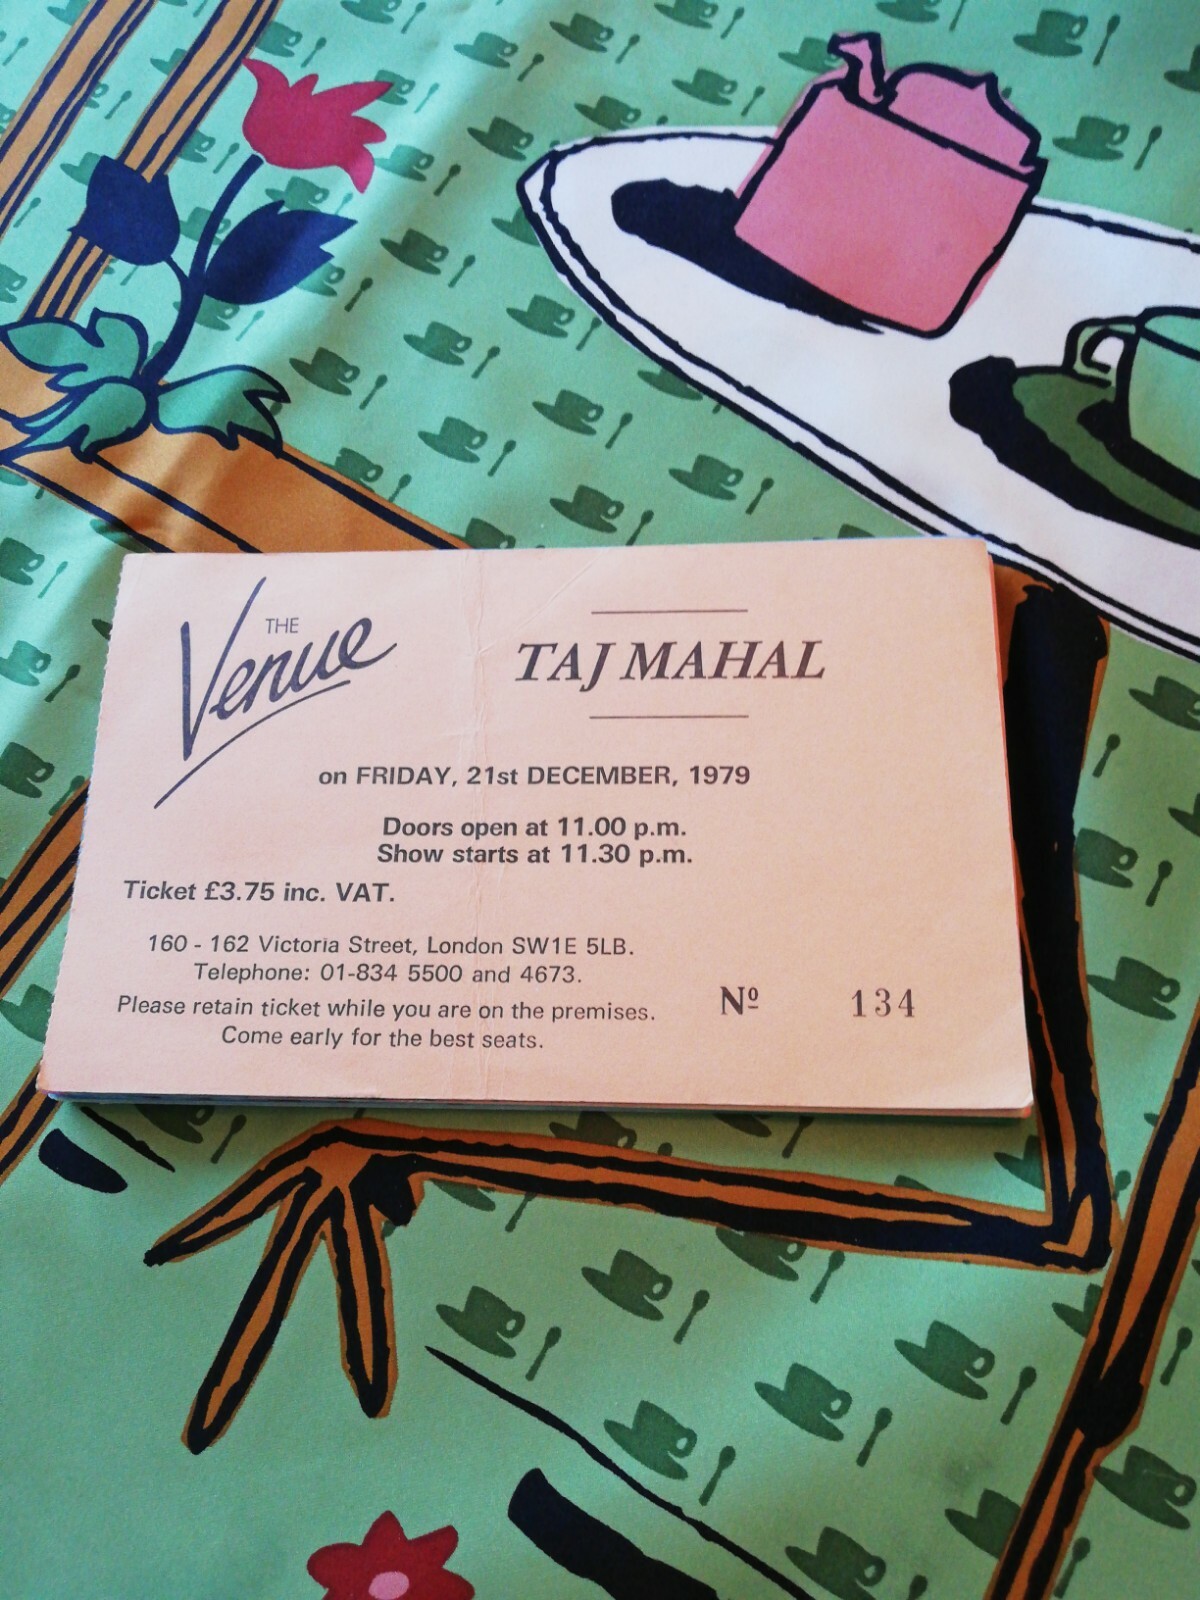 THE
Venue
TAJ MAHAL
on FRIDAY, 21st DECEMBER, 1979
Doors open at 11.00 p.m.
Show starts at 11.30 p.m.
Ticket £3.75 inc. VAT.
160 - 162 Victoria Street, London SW1E 5LB.
Telephone: 01-834 5500 and 4673.
Please retain ticket while you are on the premises.
Come early for the best seats.
Nº 134